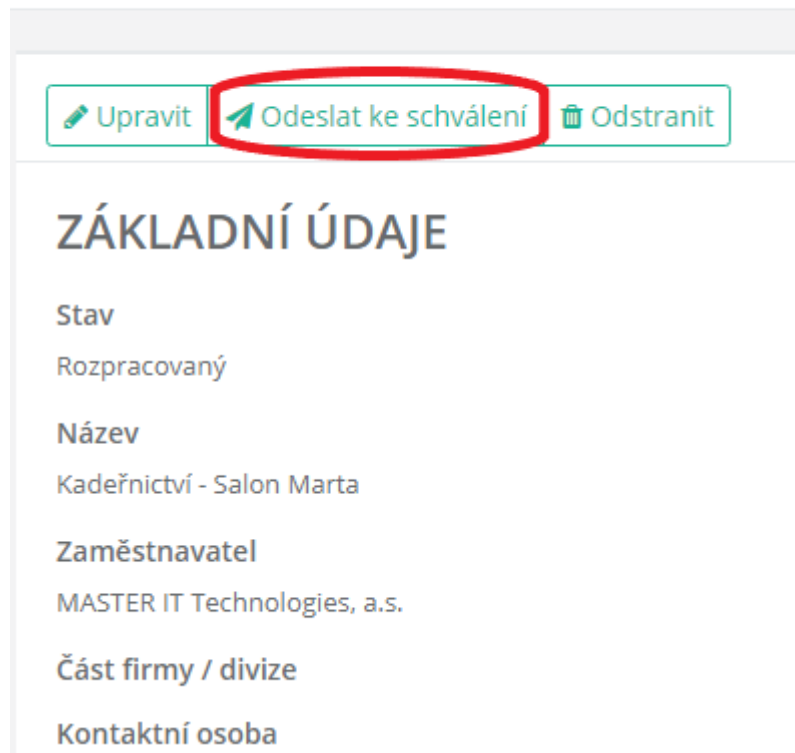 Upravit Odeslat ke schválení Odstranit
ZÁKLADNÍ ÚDAJE
Stav
Rozpracovaný
Název
Kadeřnictví - Salon Marta
Zaměstnavatel
MASTER IT Technologies, a.s.
Část firmy / divize
Kontaktní osoba